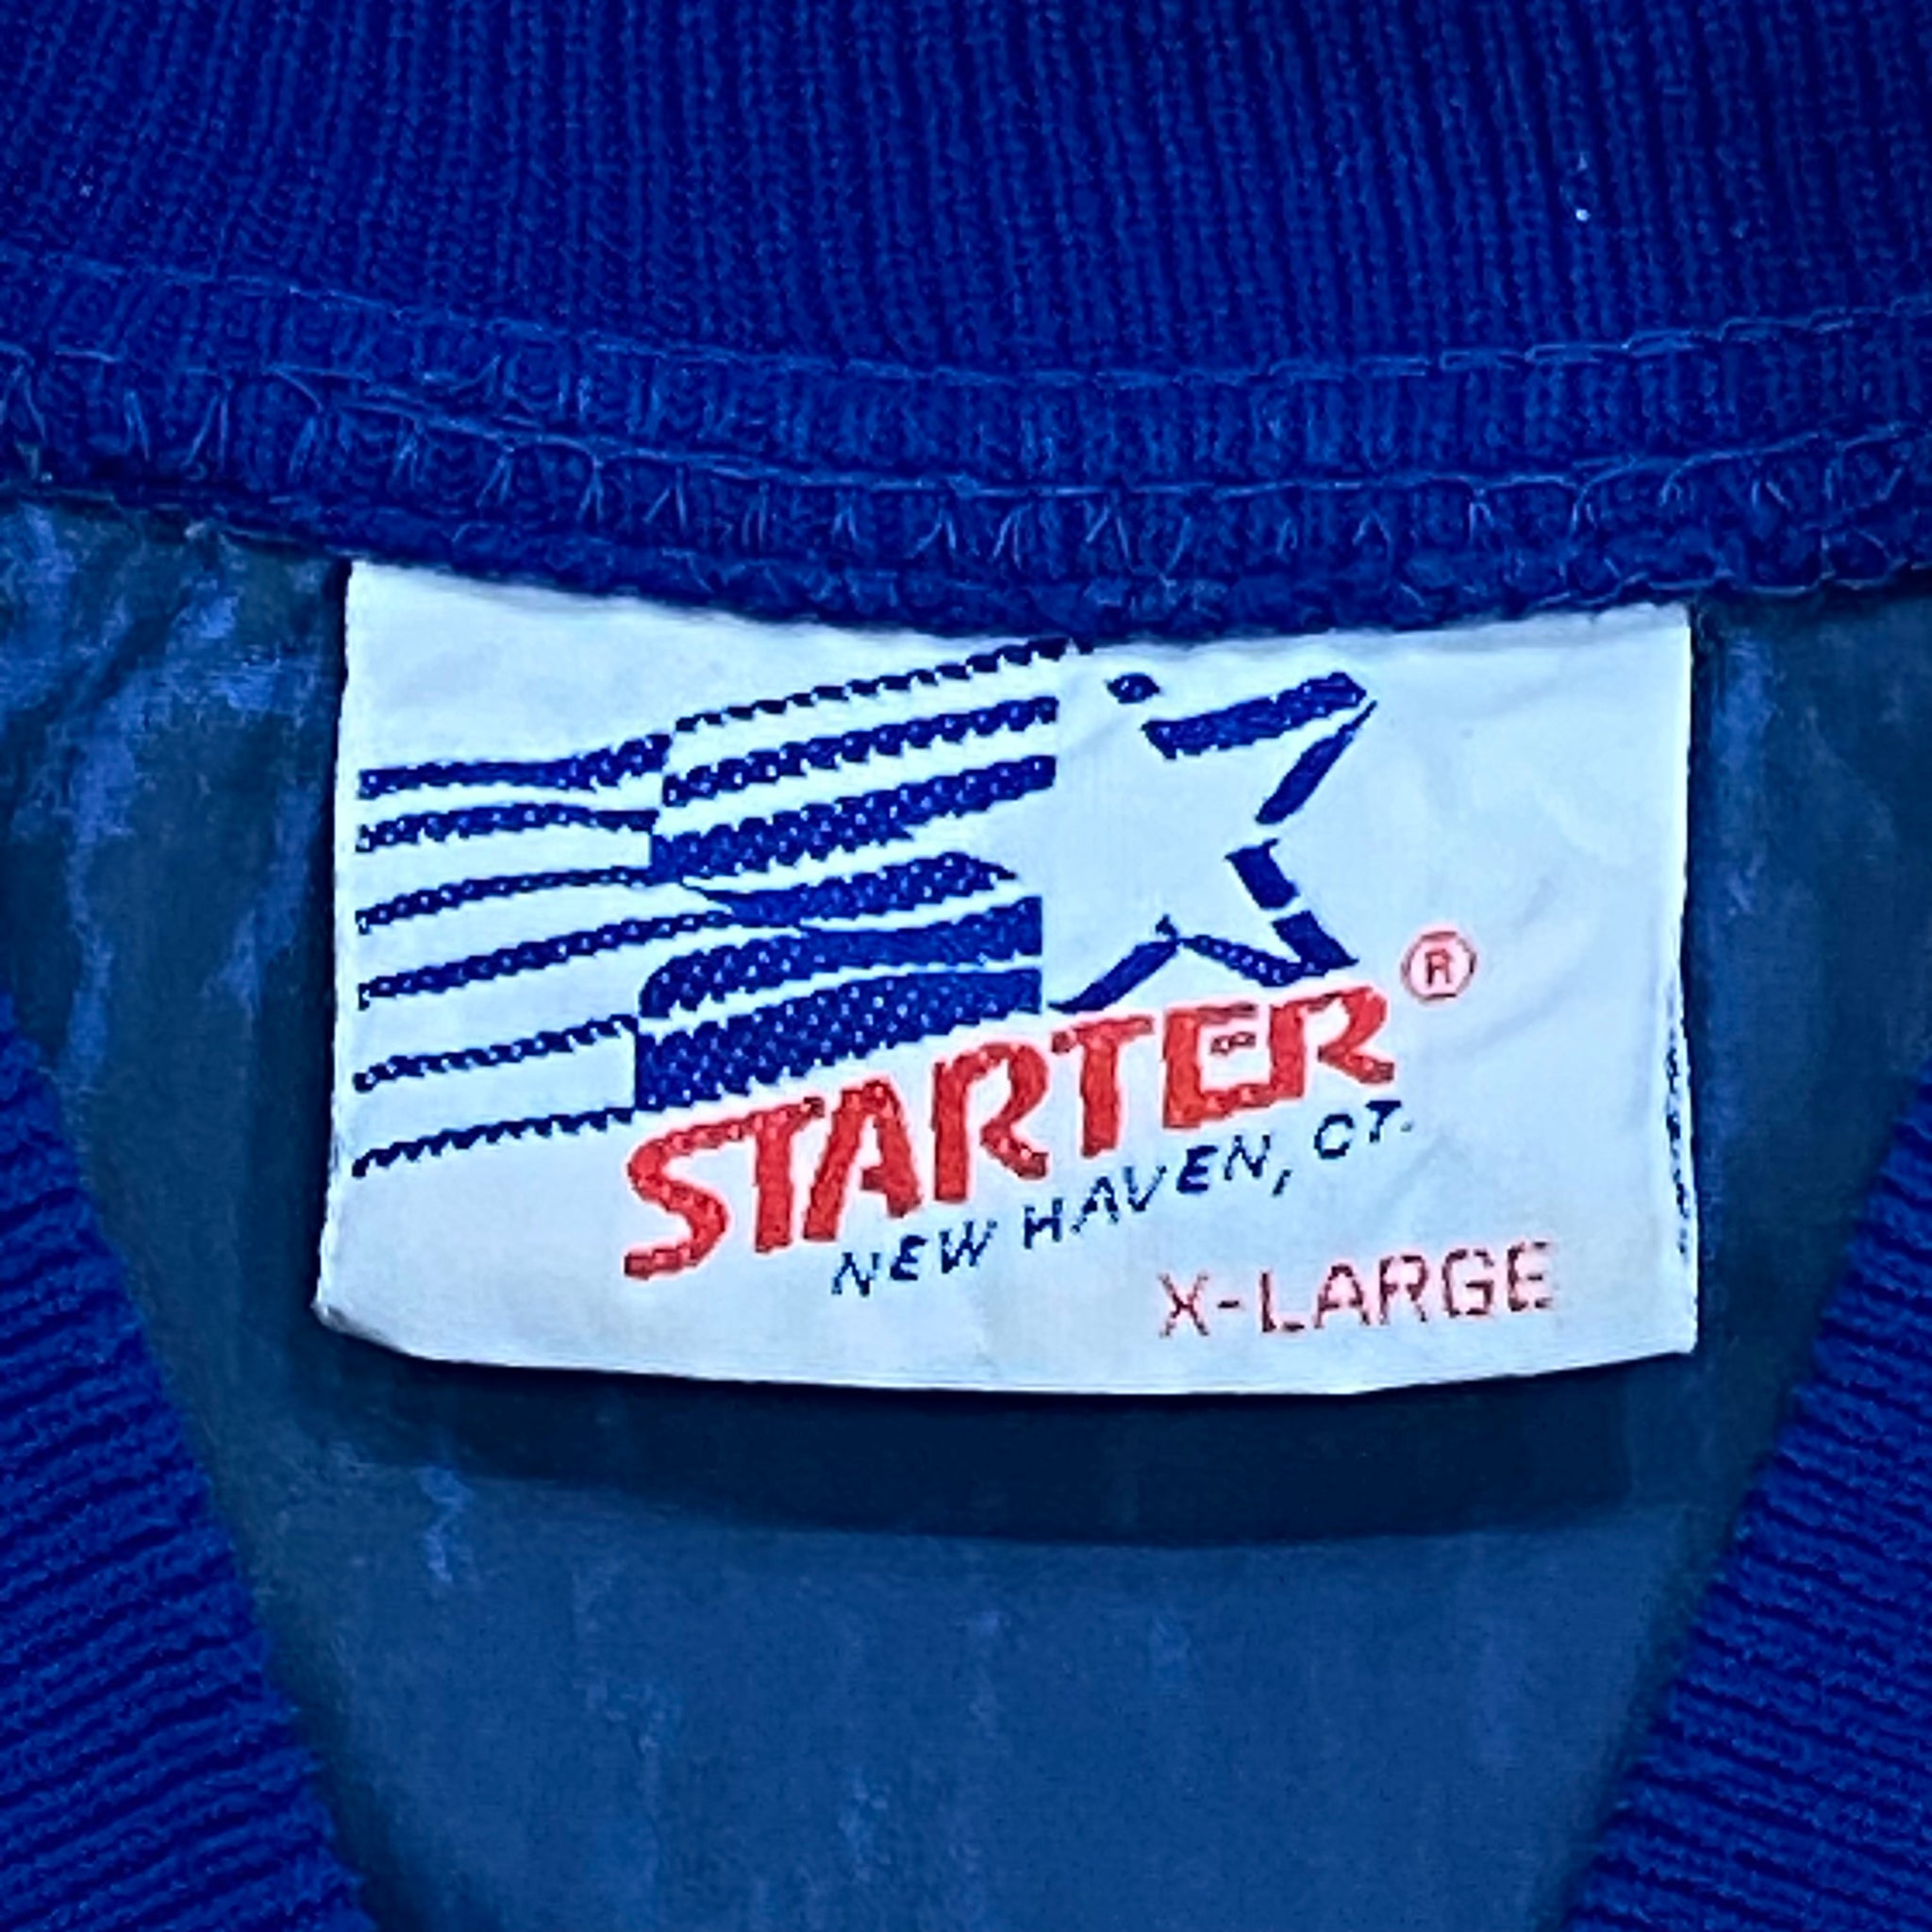 STARTER ®
NEW HAVEN, CT.
X-LARGE